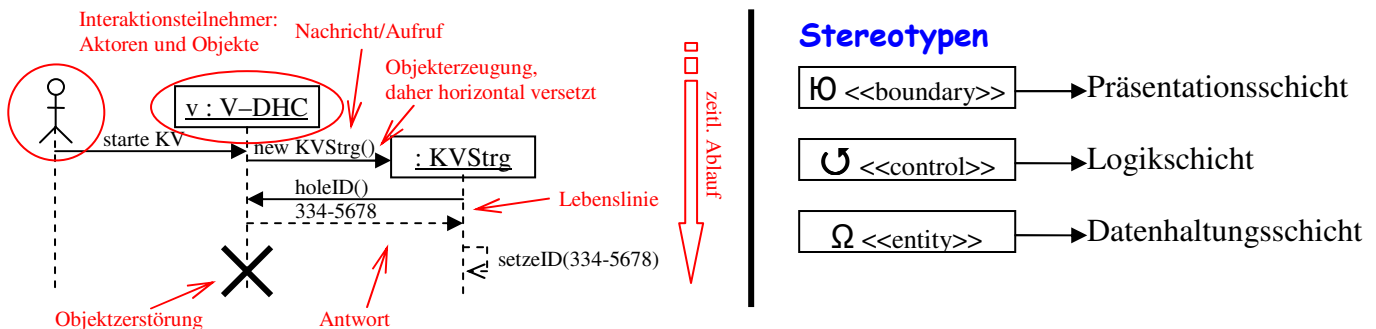 Interaktionsteilnehmer:
Aktoren und Objekte
Nachricht/Aufruf
Objekterzeugung,
daher horizontal versetzt
v : V–DHC
starte KV
new KVStrg()
: KVStrg
holeID()
334-5678
Lebenslinie
setzeID(334-5678)
Objektzerstörung
Antwort
zeitl. Ablauf
Stereotypen
<<boundary>>
Präsentationsschicht
<<control>>
Logikschicht
<<entity>>
Datenhaltungsschicht